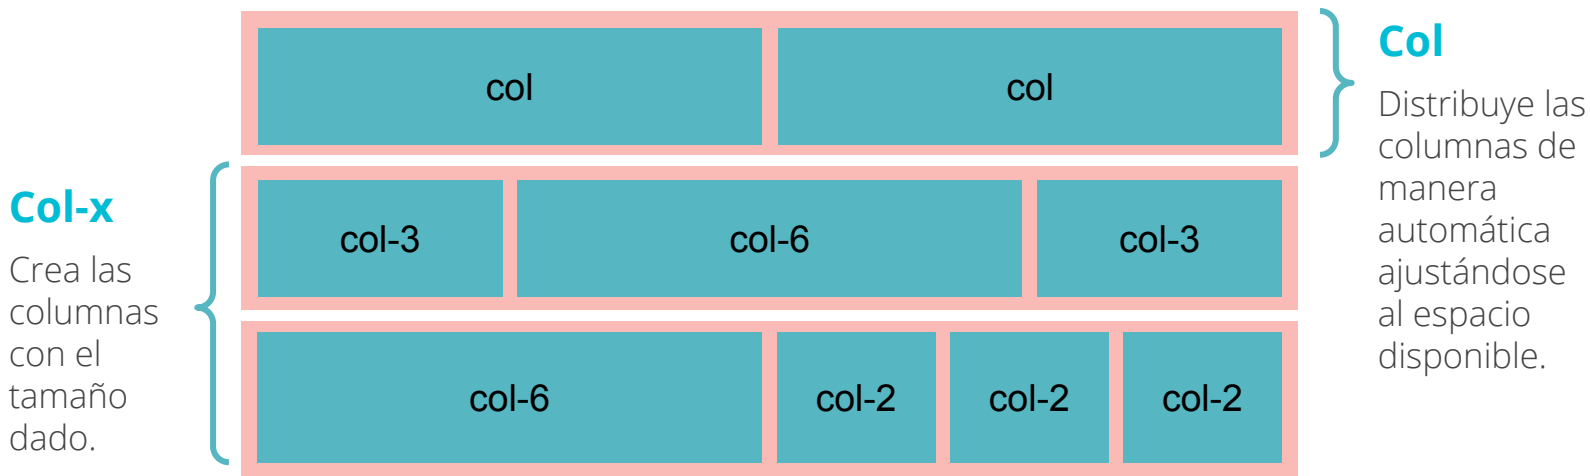 col
col
Col
Distribuye las
columnas de
manera
automática
ajustándose
al espacio
disponible.
Col-x
Crea las
columnas
con el
tamaño
dado.
col-3
col-6
col-3
col-6
col-2
col-2
col-2